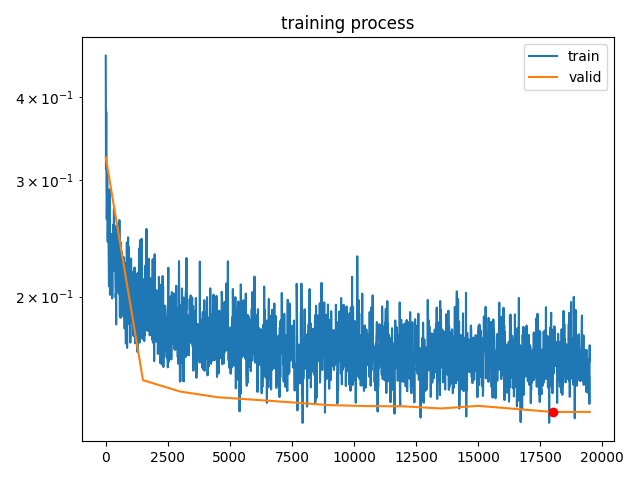 training process
train
valid
4 × 10⁻¹
3 × 10⁻¹
2 × 10⁻¹
0 2500 5000 7500 10000 12500 15000 17500 20000